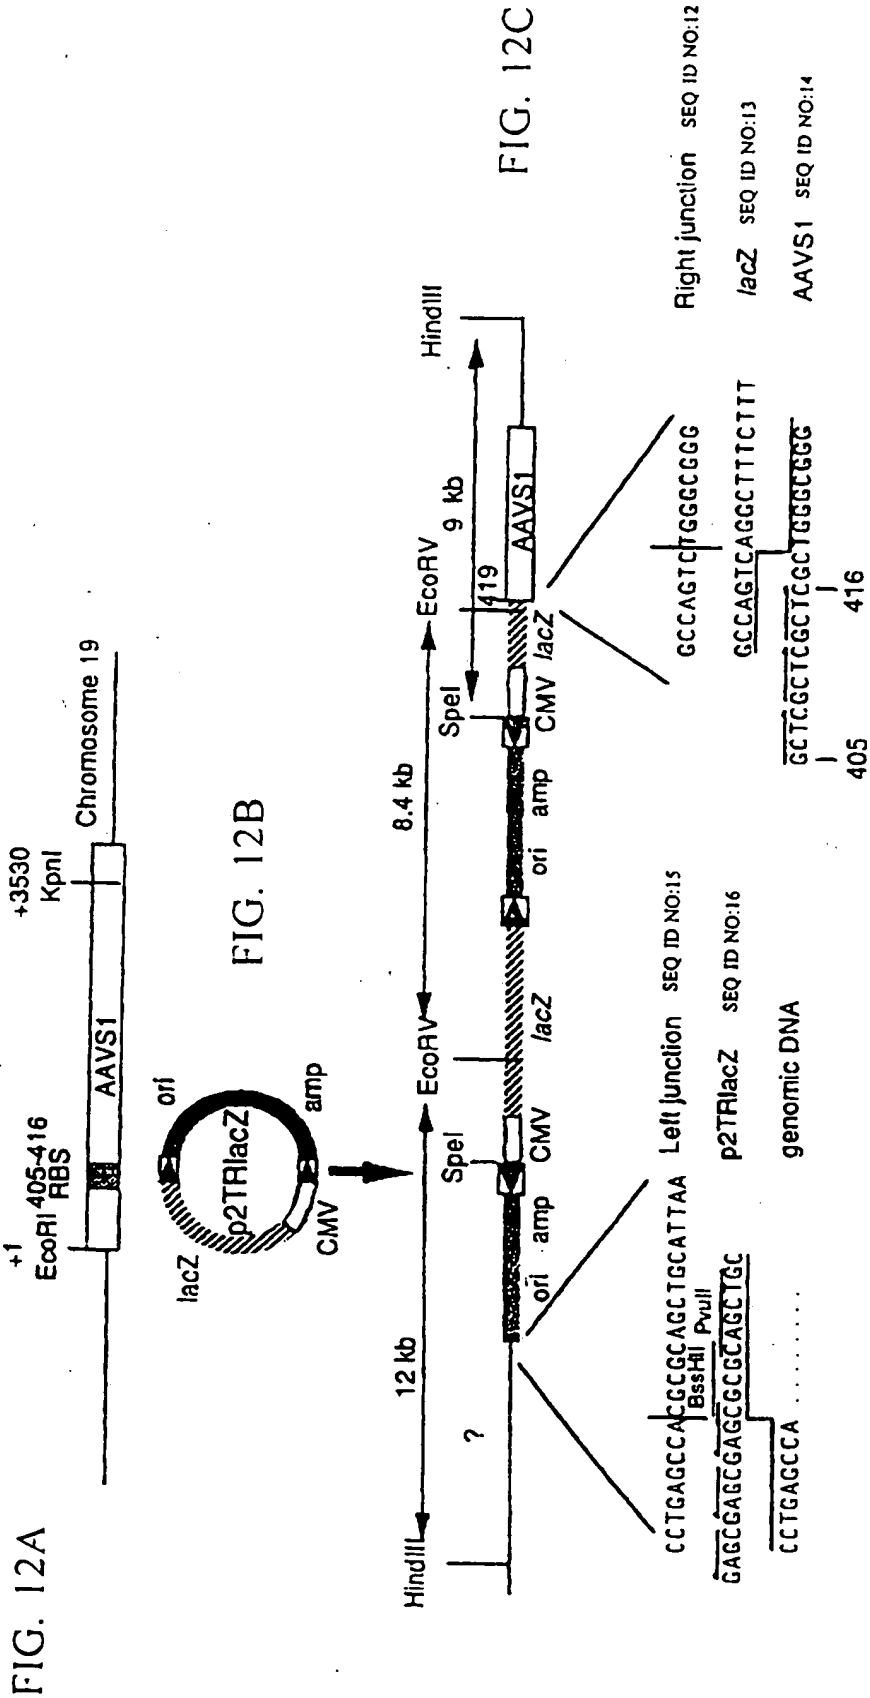 FIG. 12A
+1
EcoRI
405-416
RBS
+3530
KpnI
AAVS1
Chromosome 19
FIG. 12B
lacZ
ori
p2TRlacZ
CMV
amp
FIG. 12C
HindIII
12 kb
?
EcoRV
8.4 kb
EcoRV
9 kb
HindIII
SpeI
SpeI
419
ori
amp
CMV
lacZ
ori
amp
CMV
lacZ
AAVS1
CCTGAGCCACGCGCAGCTGCATTAA Left junction SEQ ID NO:15
BssHII PvuII
GAGCGAGCGAGCGCGCAGCTGC p2TRlacZ SEQ ID NO:16
CCTGAGCCA ......... genomic DNA
GCCAGTCTGGGCGGG Right junction SEQ ID NO:12
GCCAGTCAGGCTTTCTTT lacZ SEQ ID NO:13
GCTCGCTCGCTCGCTGGGCGGG AAVS1 SEQ ID NO:14
405
416